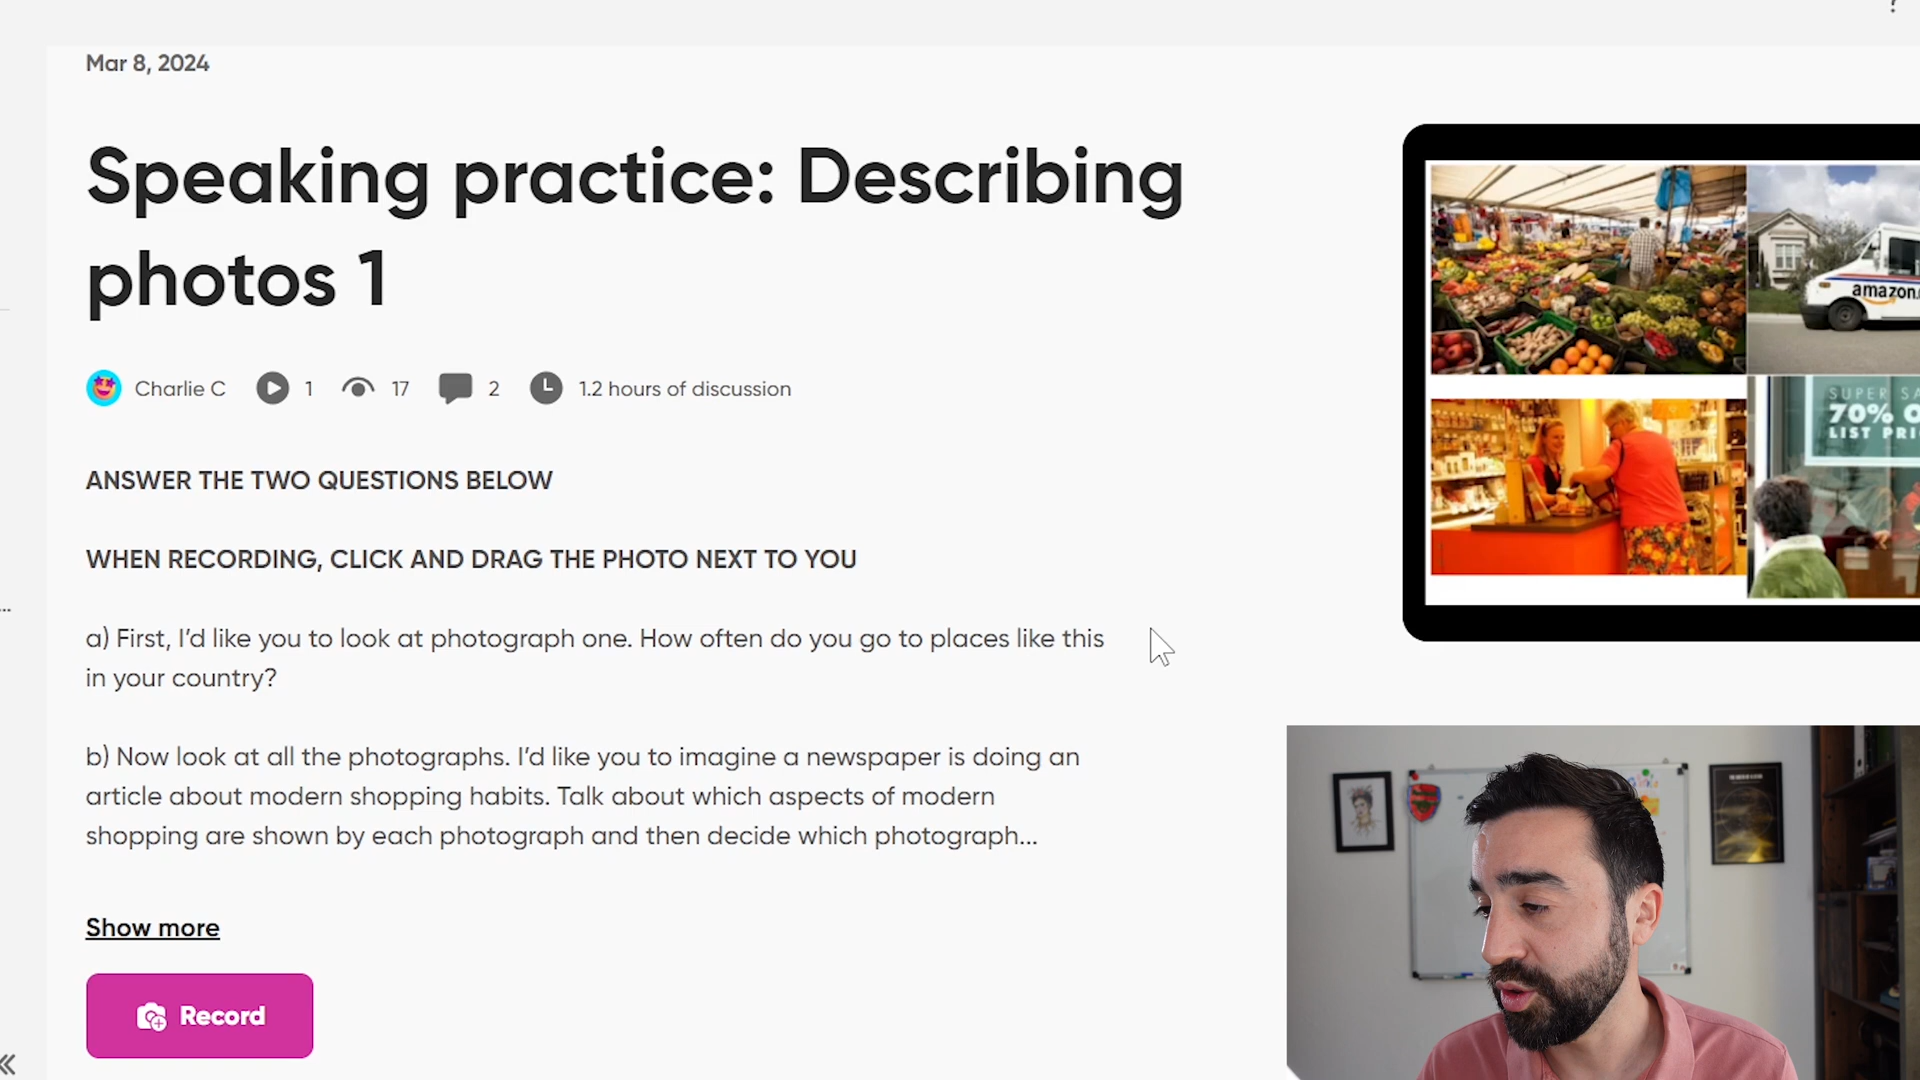 ?
Mar 8, 2024
Speaking practice: Describing
photos 1
Charlie C 1 17 2 1.2 hours of discussion
ANSWER THE TWO QUESTIONS BELOW
WHEN RECORDING, CLICK AND DRAG THE PHOTO NEXT TO YOU
a) First, I’d like you to look at photograph one. How often do you go to places like this
in your country?
b) Now look at all the photographs. I’d like you to imagine a newspaper is doing an
article about modern shopping habits. Talk about which aspects of modern
shopping are shown by each photograph and then decide which photograph...
Show more
Record
amazon
SUPER SA
70% O
LIST PRI